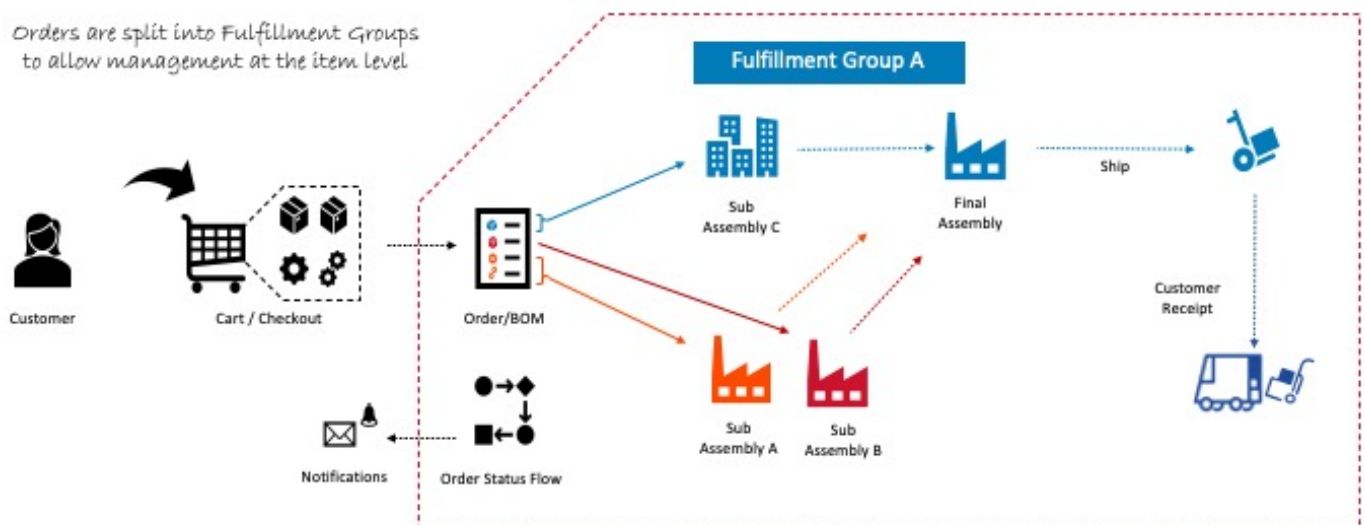 Orders are split into Fulfillment Groups
to allow management at the item level
Fulfillment Group A
Sub
Assembly C
Final
Assembly
Ship
Customer
Cart / Checkout
Order/BOM
Customer
Receipt
Sub
Assembly A
Sub
Assembly B
Notifications
Order Status Flow